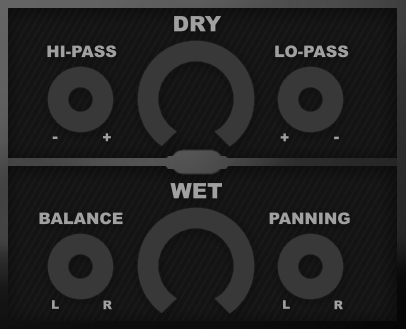 DRY
HI-PASS
LO-PASS
- +
+ -
WET
BALANCE
PANNING
L R
L R